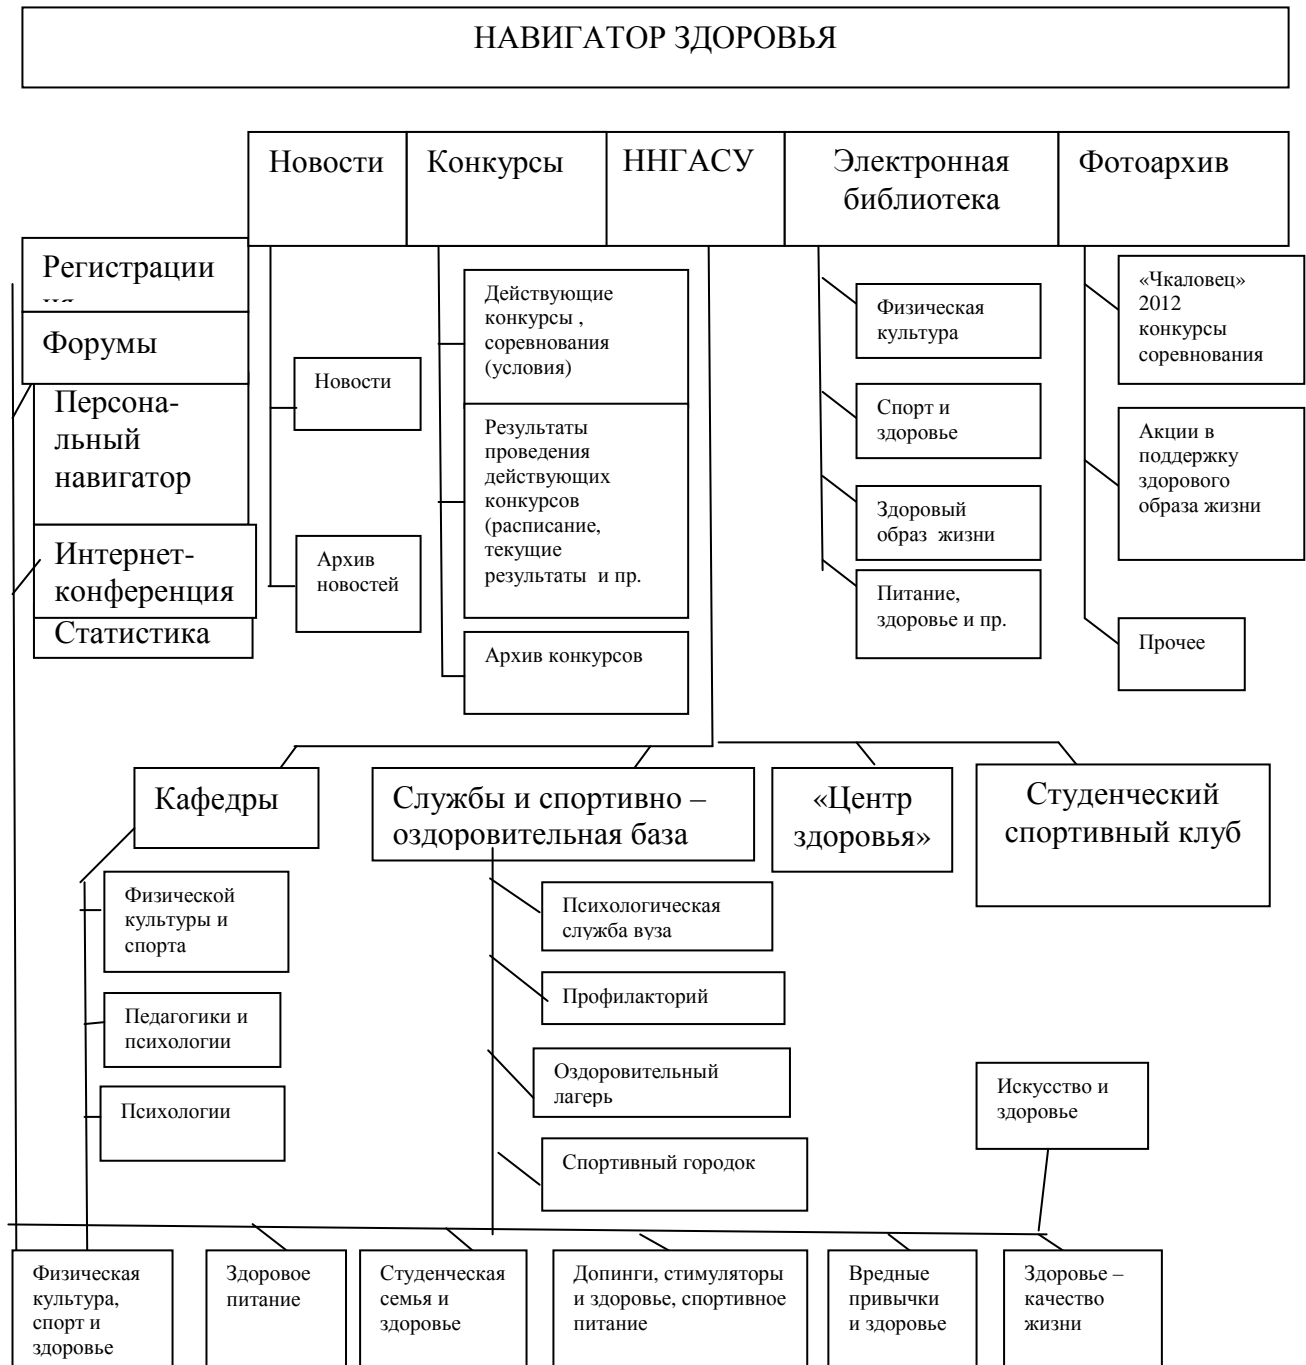 НАВИГАТОР ЗДОРОВЬЯ
Новости
Конкурсы
ННГАСУ
Электронная
библиотека
Фотоархив
Регистрации
Форумы
Персона-
льный
навигатор
Интернет-
конференция
Статистика
Новости
Архив
новостей
Действующие
конкурсы ,
соревнования
(условия)
Результаты
проведения
действующих
конкурсов
(расписание,
текущие
результаты и пр.
Архив конкурсов
Физическая
культура
Спорт и
здоровье
Здоровый
образ жизни
Питание,
здоровье и пр.
«Чкаловец»
2012
конкурсы
соревнования
Акции в
поддержку
здорового
образа жизни
Прочее
Кафедры
Службы и спортивно –
оздоровительная база
«Центр
здоровья»
Студенческий
спортивный клуб
Физической
культуры и
спорта
Педагогики и
психологии
Психологии
Психологическая
служба вуза
Профилакторий
Оздоровительный
лагерь
Спортивный городок
Искусство и
здоровье
Физическая
культура,
спорт и
здоровье
Здоровое
питание
Студенческая
семья и
здоровье
Допинги, стимуляторы
и здоровье, спортивное
питание
Вредные
привычки
и здоровье
Здоровье –
качество
жизни